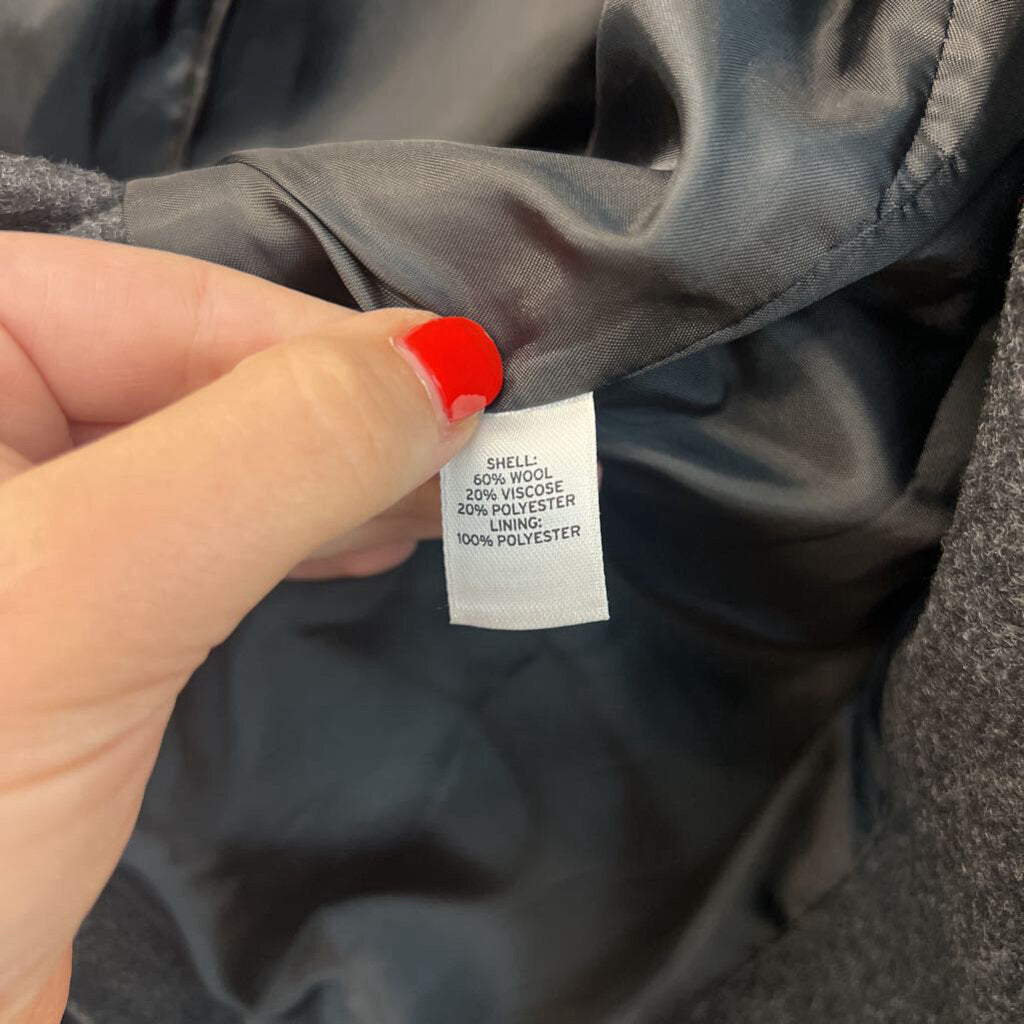 SHELL:
60% WOOL
20% VISCOSE
20% POLYESTER
LINING:
100% POLYESTER